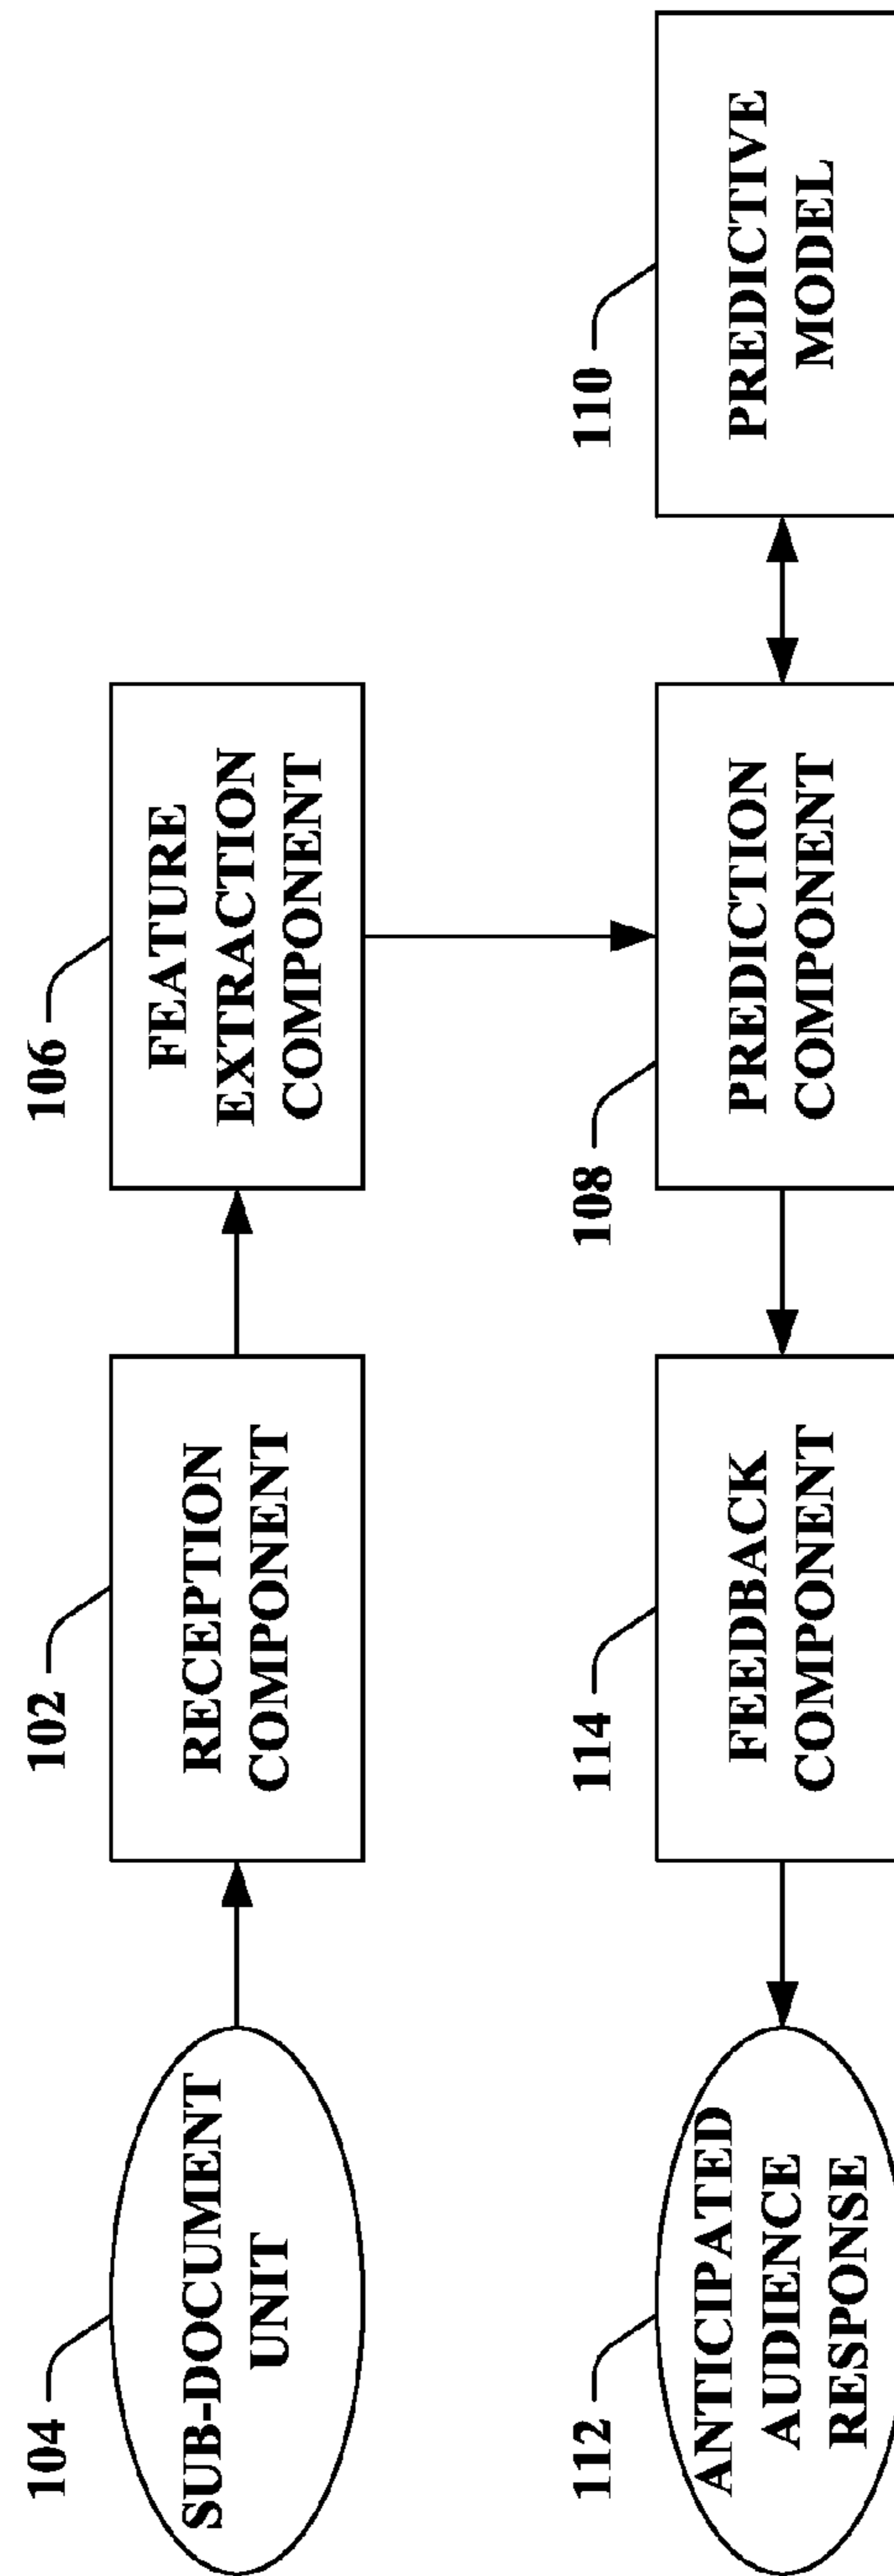 104
SUB-DOCUMENT
UNIT
102
RECEPTION
COMPONENT
106
FEATURE
EXTRACTION
COMPONENT
112
ANTICIPATED
AUDIENCE
RESPONSE
114
FEEDBACK
COMPONENT
108
PREDICTION
COMPONENT
110
PREDICTIVE
MODEL